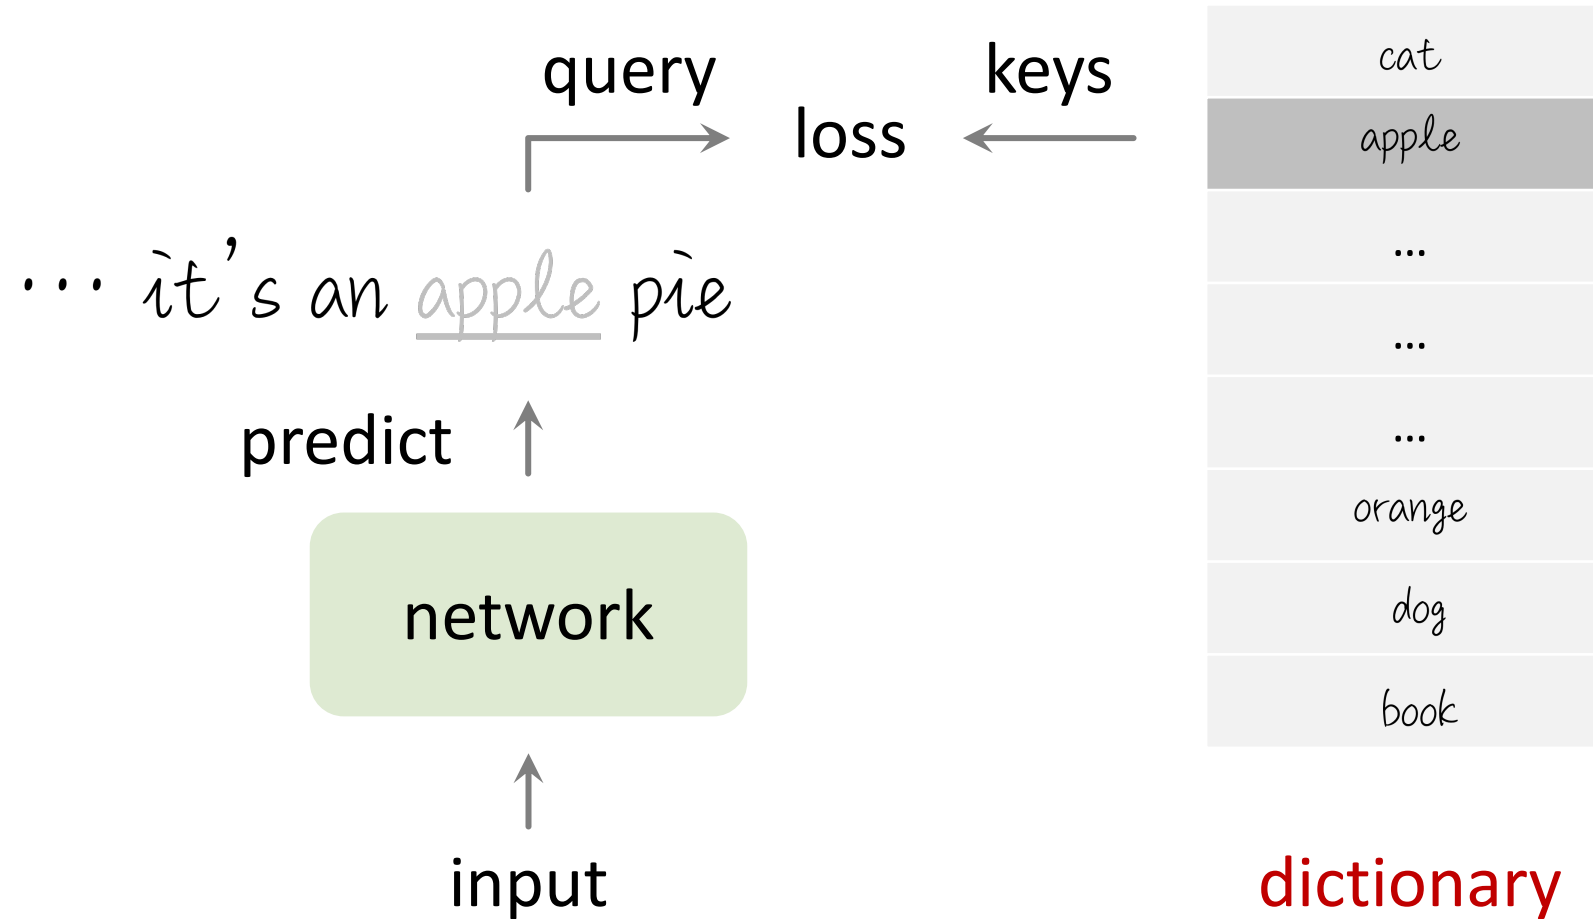 query
loss
keys
... it's an apple pie
predict
network
input
cat
apple
...
...
...
orange
dog
book
dictionary